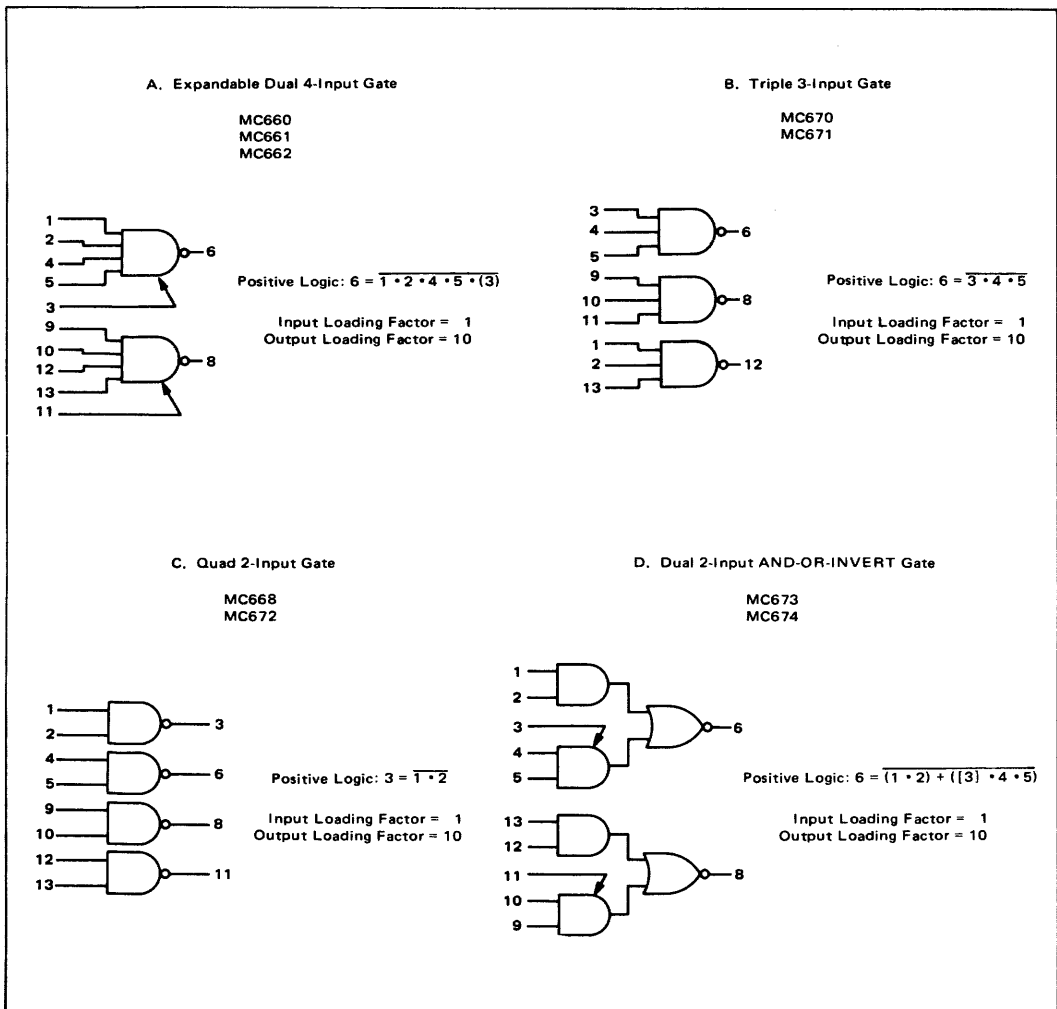 A. Expandable Dual 4-Input Gate
MC660
MC661
MC662
1
2
4
5
3
6
9
10
12
13
11
8
Positive Logic: 6 = 1 • 2 • 4 • 5 • (3)
Input Loading Factor = 1
Output Loading Factor = 10
B. Triple 3-Input Gate
MC670
MC671
3
4
5
6
9
10
11
8
1
2
13
12
Positive Logic: 6 = 3 • 4 • 5
Input Loading Factor = 1
Output Loading Factor = 10
C. Quad 2-Input Gate
MC668
MC672
1
2
3
4
5
6
9
10
8
12
13
11
Positive Logic: 3 = 1 • 2
Input Loading Factor = 1
Output Loading Factor = 10
D. Dual 2-Input AND-OR-INVERT Gate
MC673
MC674
1
2
3
4
5
6
13
12
11
10
9
8
Positive Logic: 6 = (1 • 2) + ([3] • 4 • 5)
Input Loading Factor = 1
Output Loading Factor = 10